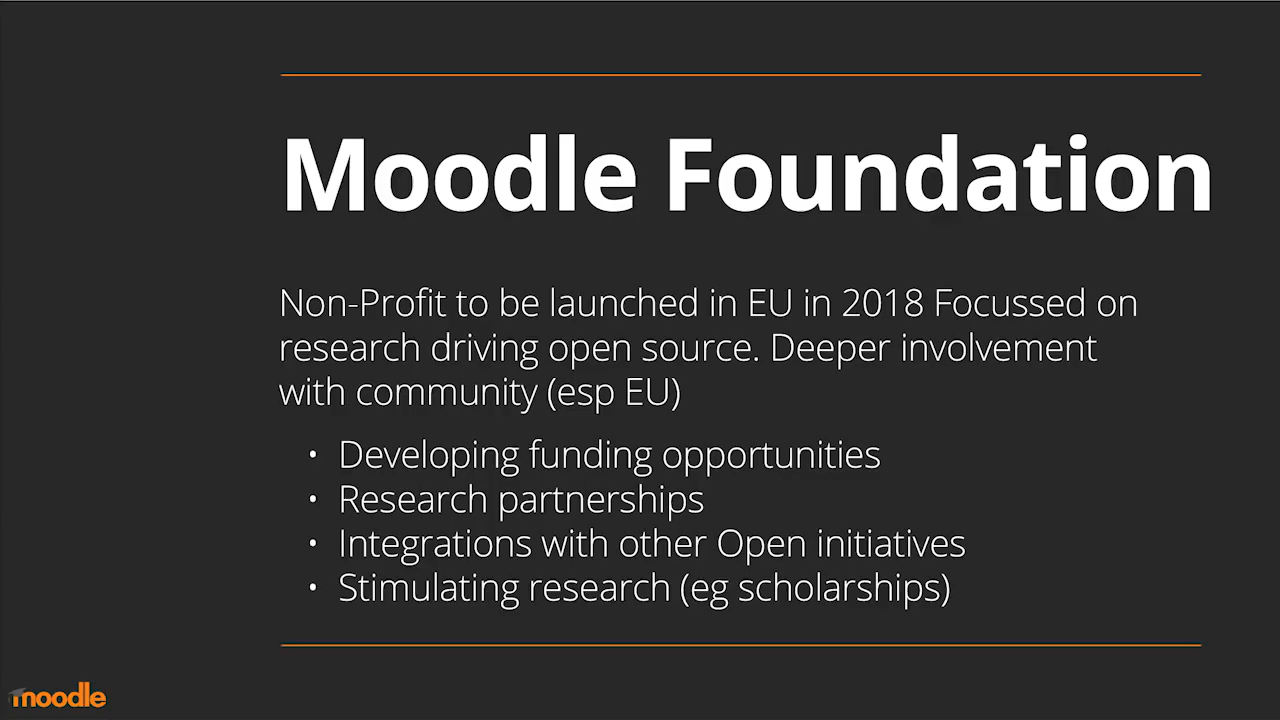 Moodle Foundation
Non-Profit to be launched in EU in 2018 Focussed on
research driving open source. Deeper involvement
with community (esp EU)
• Developing funding opportunities
• Research partnerships
• Integrations with other Open initiatives
• Stimulating research (eg scholarships)
moodle